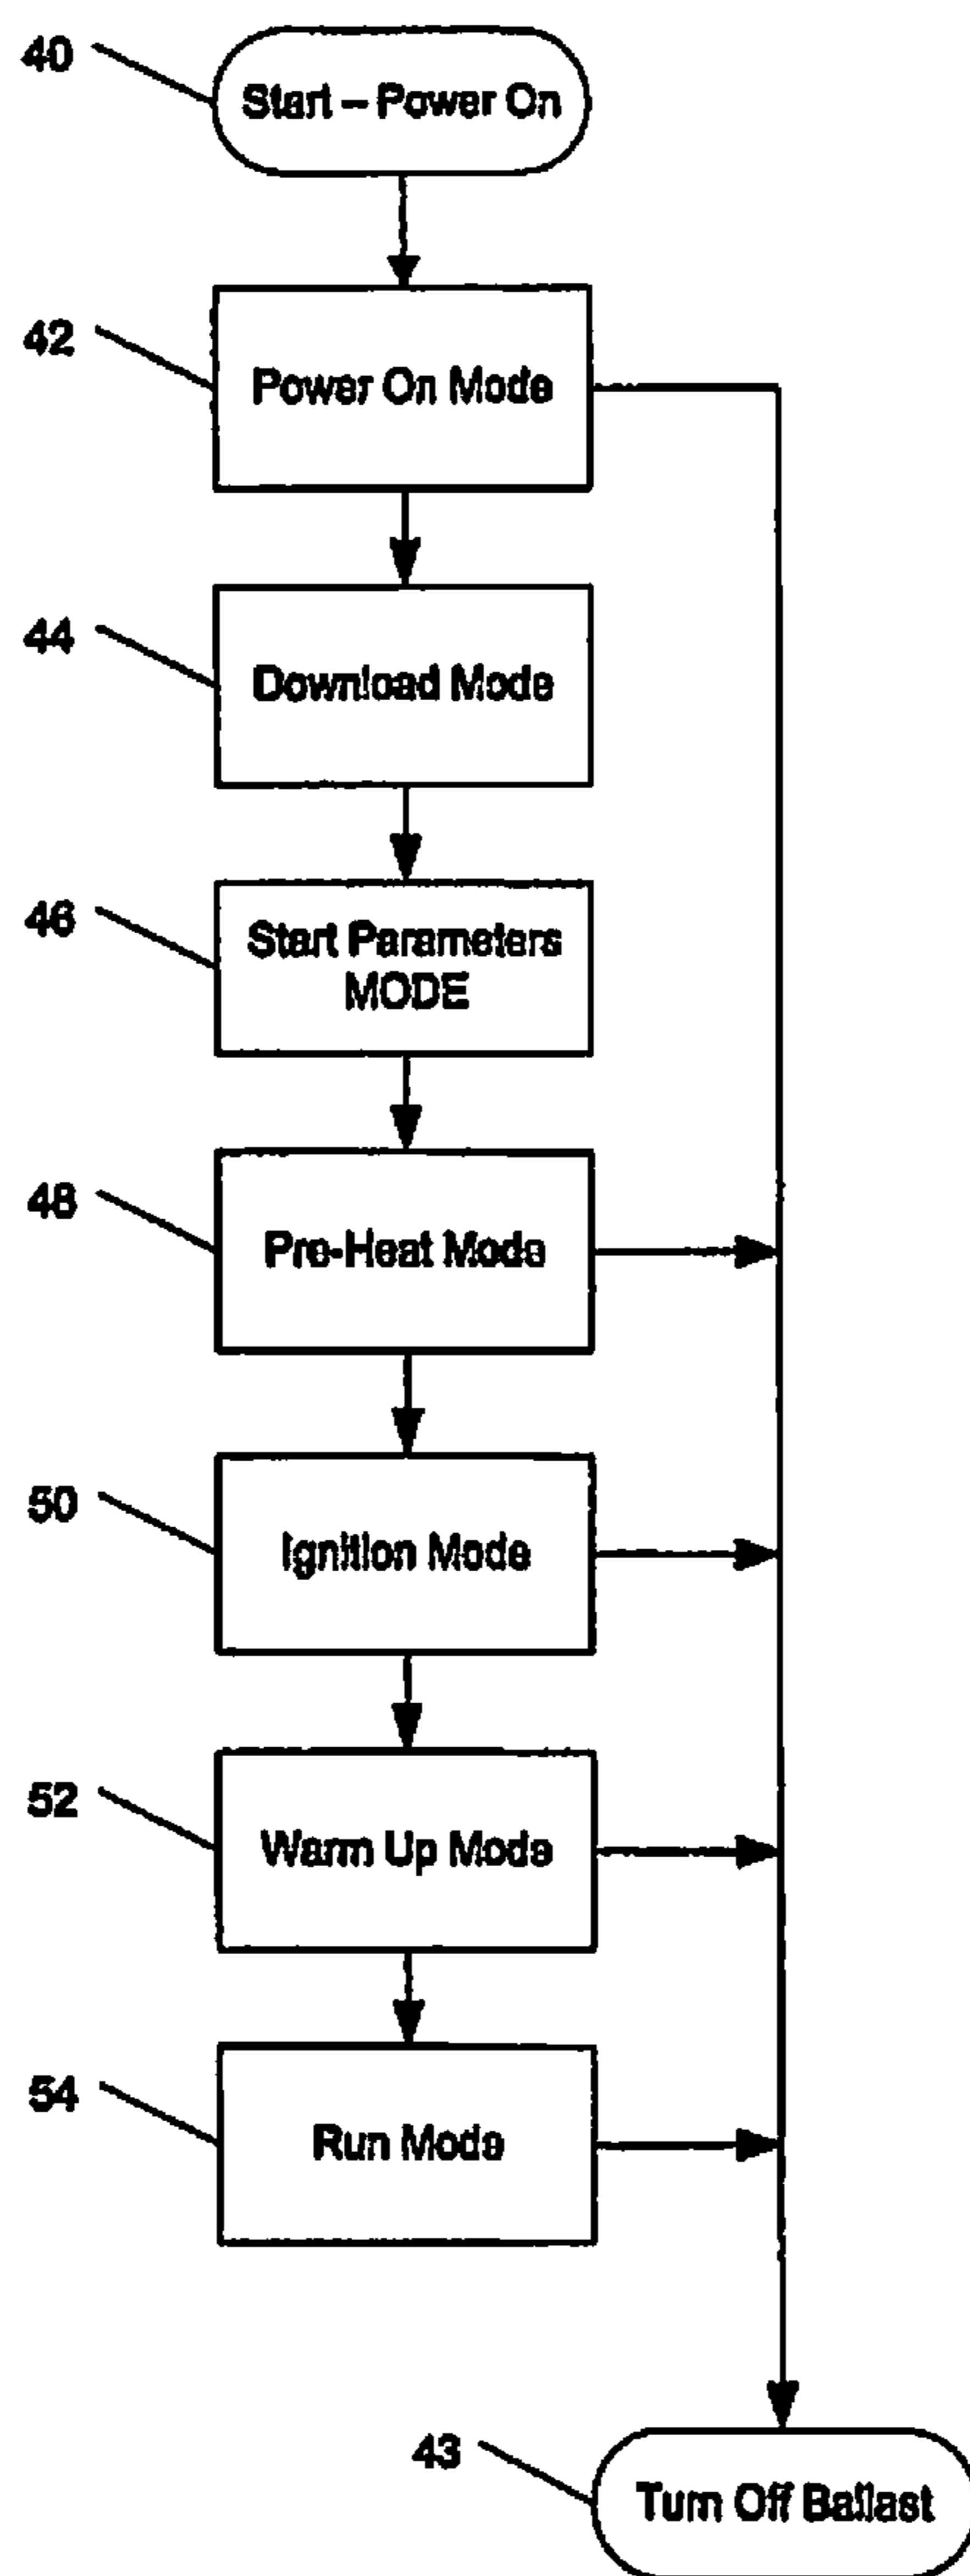 40
Start – Power On
42
Power On Mode
44
Download Mode
46
Start Parameters
MODE
48
Pre-Heat Mode
50
Ignition Mode
52
Warm Up Mode
54
Run Mode
43
Turn Off Ballast